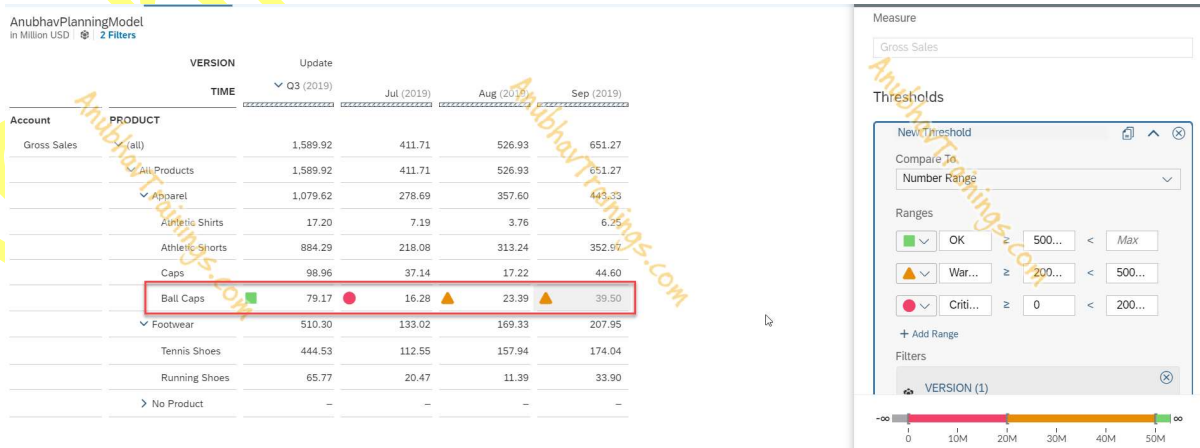 AnubhavPlanningModel
in Million USD 2 Filters
VERSION Update
TIME Q3 (2019) Jul (2019) Aug (2019) Sep (2019)
Account PRODUCT
Gross Sales (all) 1,589.92 411.71 526.93 651.27
All Products 1,589.92 411.71 526.93 651.27
Apparel 1,079.62 278.69 357.60 443.33
Athletic Shirts 17.20 7.19 3.76 6.25
Athletic Shorts 884.29 218.08 313.24 352.97
Caps 98.96 37.14 17.22 44.60
Ball Caps 79.17 16.28 23.39 39.50
Footwear 510.30 133.02 169.33 207.95
Tennis Shoes 444.53 112.55 157.94 174.04
Running Shoes 65.77 20.47 11.39 33.90
No Product – – – –
AnubhavTrainings.com
AnubhavTrainings.com
Measure
Gross Sales
Thresholds
New Threshold
Compare To
Number Range
Ranges
OK ≥ 500... < Max
War... ≥ 200... < 500...
Criti... ≥ 0 < 200...
+ Add Range
Filters
VERSION (1)
-∞ ∞
0 10M 20M 30M 40M 50M
AnubhavTrainings.com